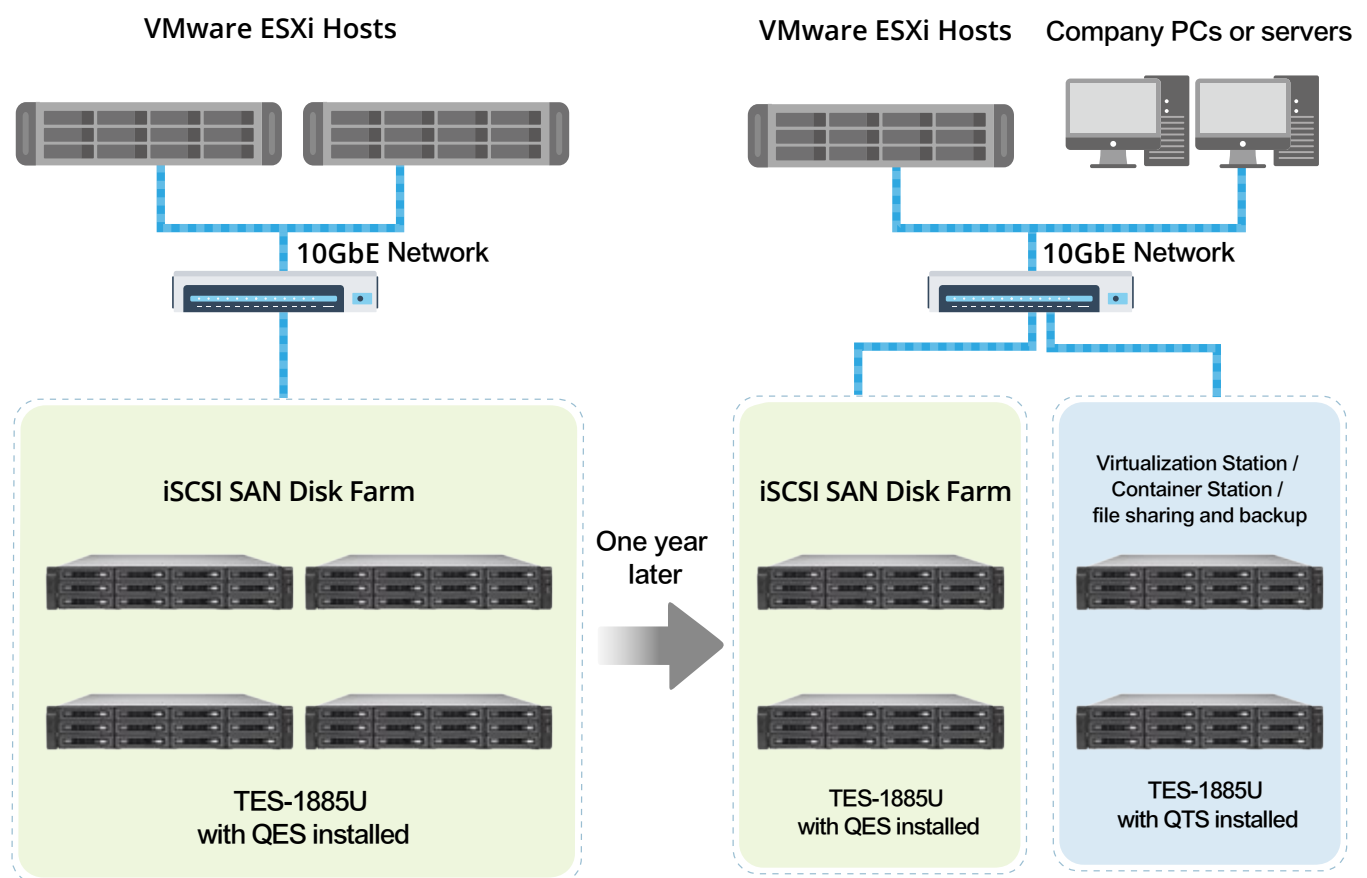 VMware ESXi Hosts
10GbE Network
iSCSI SAN Disk Farm
TES-1885U
with QES installed
One year
later
VMware ESXi Hosts
Company PCs or servers
10GbE Network
iSCSI SAN Disk Farm
TES-1885U
with QES installed
Virtualization Station /
Container Station /
file sharing and backup
TES-1885U
with QTS installed